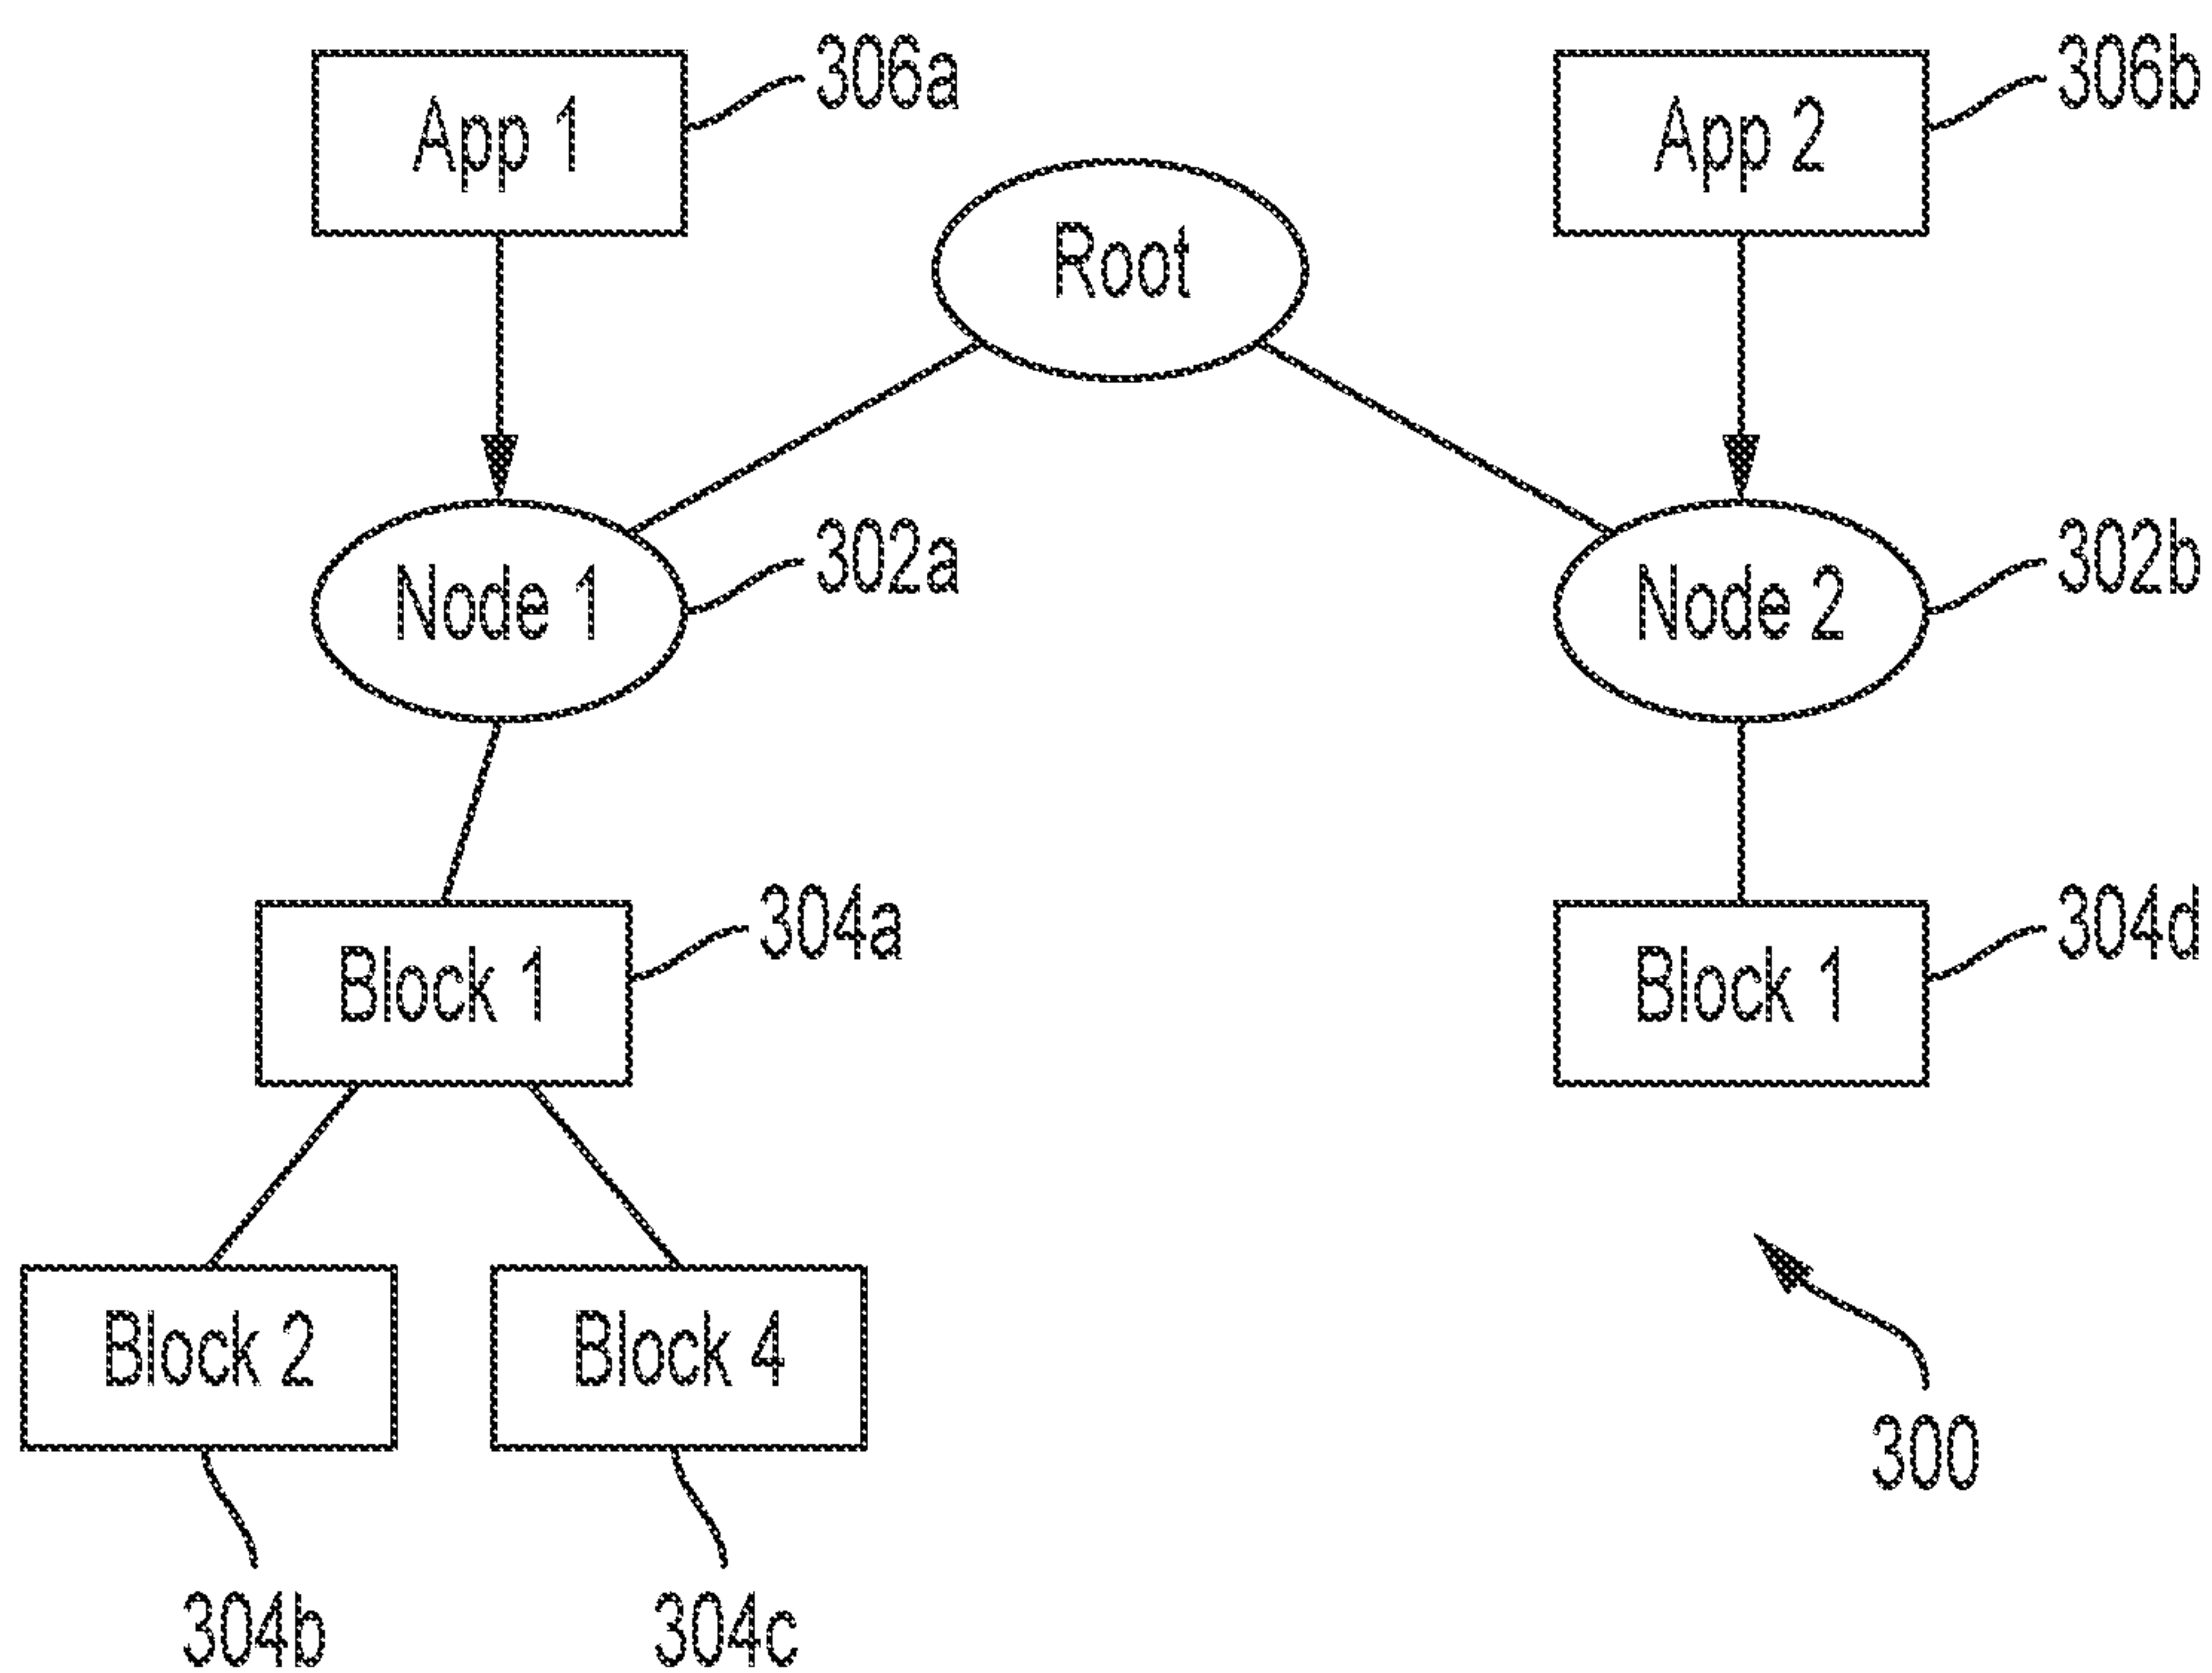 App 1
306a
App 2
306b
Root
Node 1
302a
Node 2
302b
Block 1
304a
Block 1
304d
Block 2
Block 4
300
304b
304c